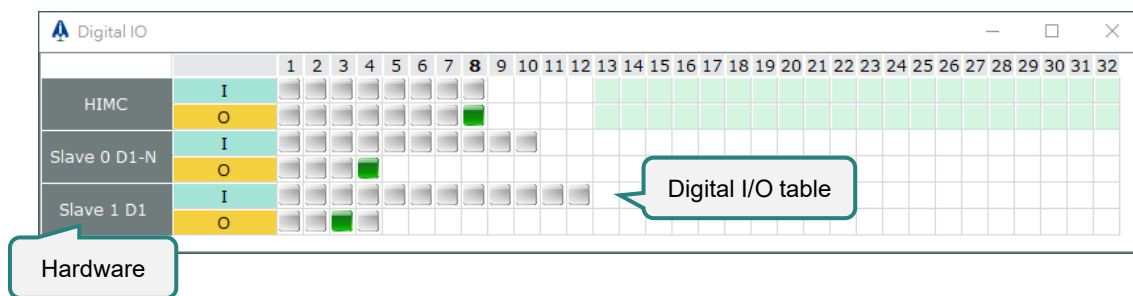 Digital IO
1 2 3 4 5 6 7 8 9 10 11 12 13 14 15 16 17 18 19 20 21 22 23 24 25 26 27 28 29 30 31 32
HIMC
I
O
Slave 0 D1-N
I
O
Slave 1 D1
I
O
Digital I/O table
Hardware